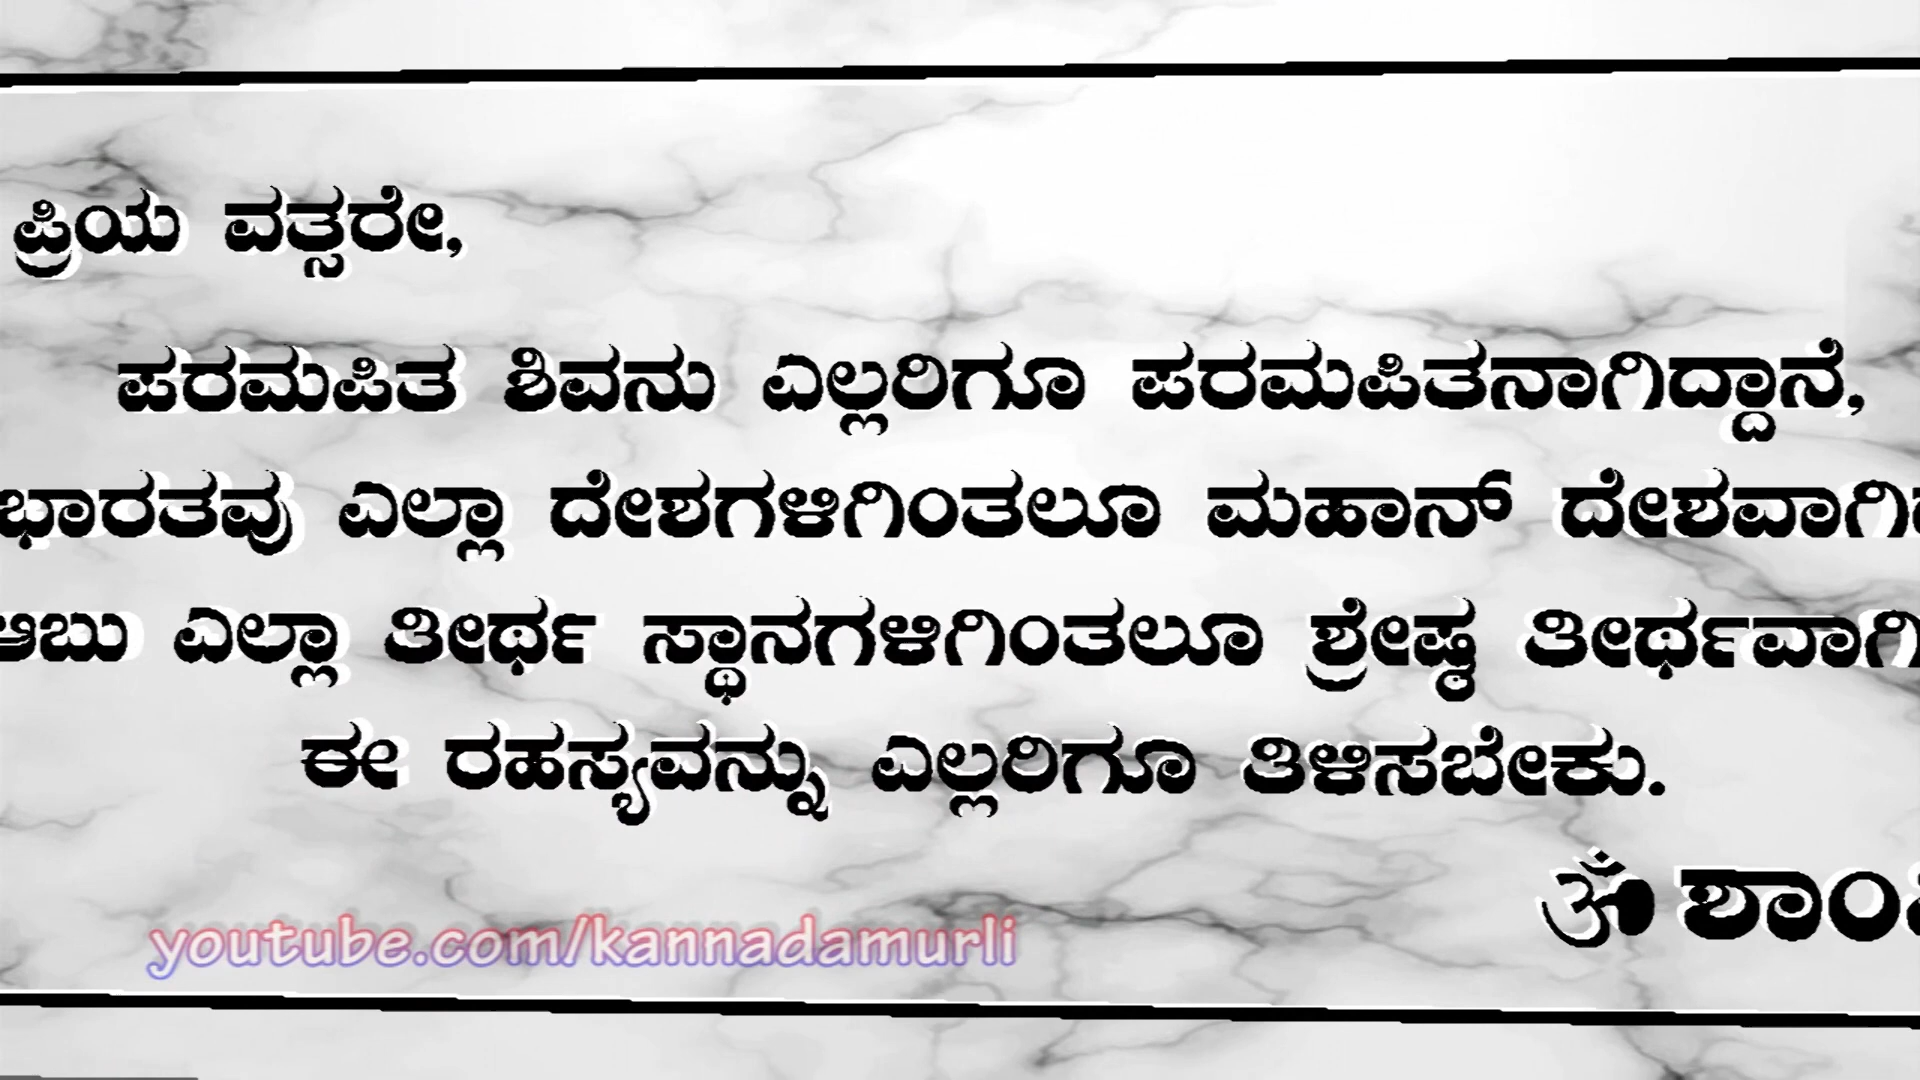 ಪ್ರಿಯ ವತ್ಸರೇ,
ಪರಮಪಿತ ಶಿವನು ಎಲ್ಲರಿಗೂ ಪರಮಪಿತನಾಗಿದ್ದಾನೆ,
ಭಾರತವು ಎಲ್ಲಾ ದೇಶಗಳಿಗಿಂತಲೂ ಮಹಾನ್ ದೇಶವಾಗಿ
ಆಬು ಎಲ್ಲಾ ತೀರ್ಥ ಸ್ಥಾನಗಳಿಗಿಂತಲೂ ಶ್ರೇಷ್ಠ ತೀರ್ಥವಾಗಿ
ಈ ರಹಸ್ಯವನ್ನು ಎಲ್ಲರಿಗೂ ತಿಳಿಸಬೇಕು.
ॐ ಶಾಂ
youtube.com/kannadamurli